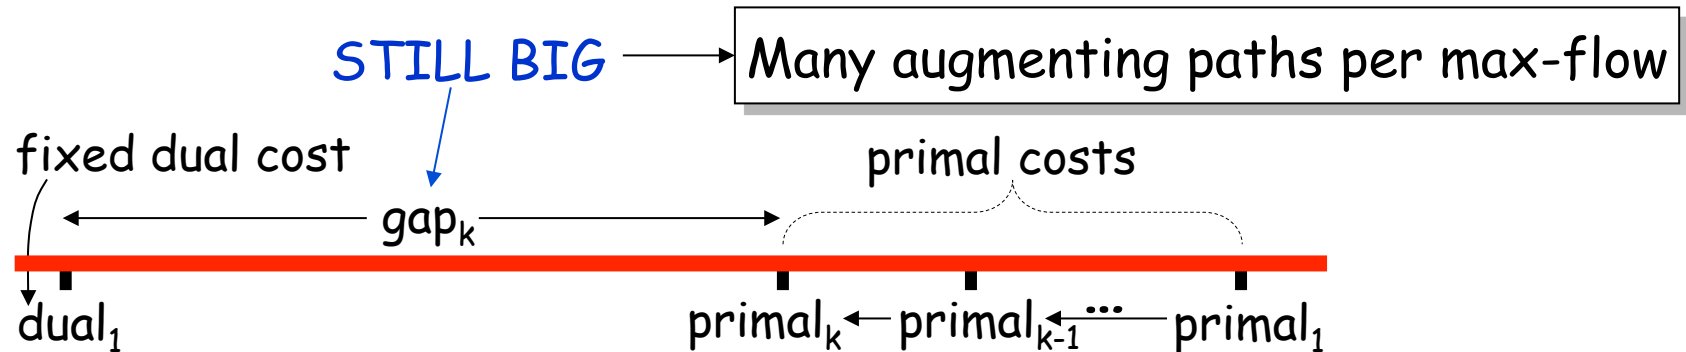 STILL BIG
Many augmenting paths per max-flow
fixed dual cost
primal costs
gapₖ
dual₁
primalₖ
primalₖ₋₁
...
primal₁